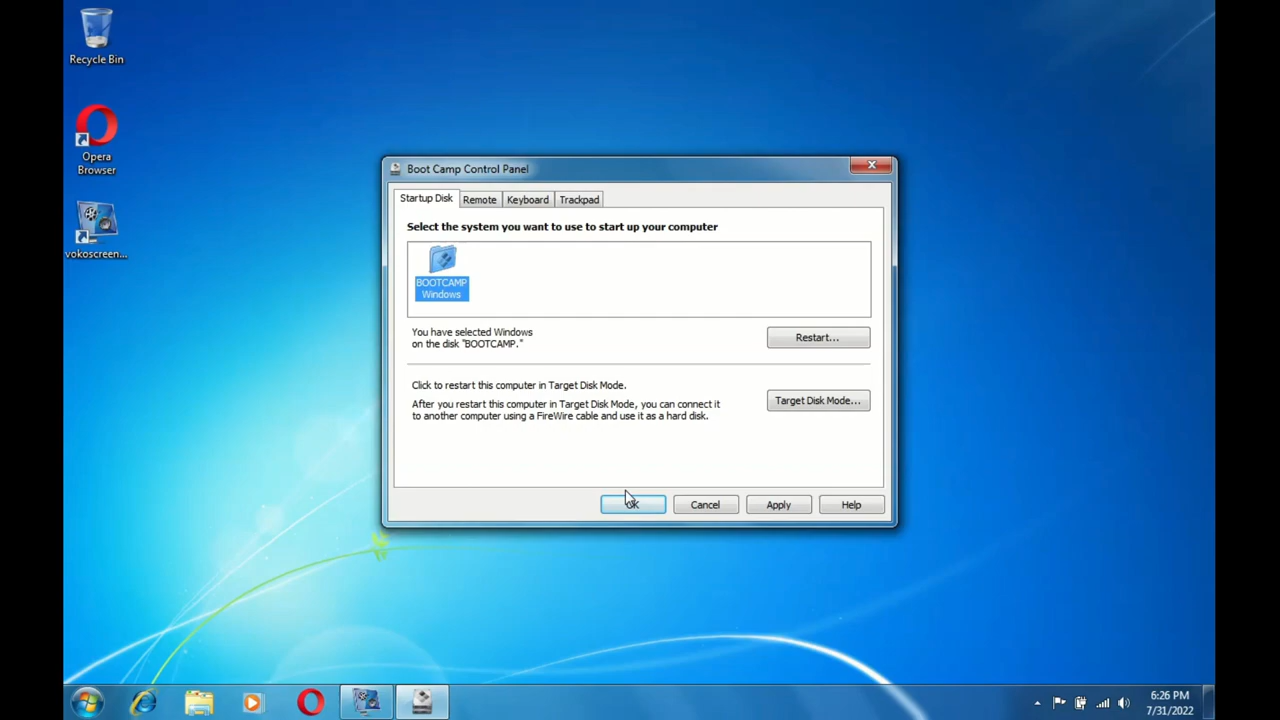 Recycle Bin
Opera
Browser
vokoscreen...
Boot Camp Control Panel
Startup Disk
Remote
Keyboard
Trackpad
Select the system you want to use to start up your computer
BOOTCAMP
Windows
You have selected Windows
on the disk "BOOTCAMP."
Restart...
Click to restart this computer in Target Disk Mode.
After you restart this computer in Target Disk Mode, you can connect it
to another computer using a FireWire cable and use it as a hard disk.
Target Disk Mode...
OK
Cancel
Apply
Help
6:26 PM
7/31/2022